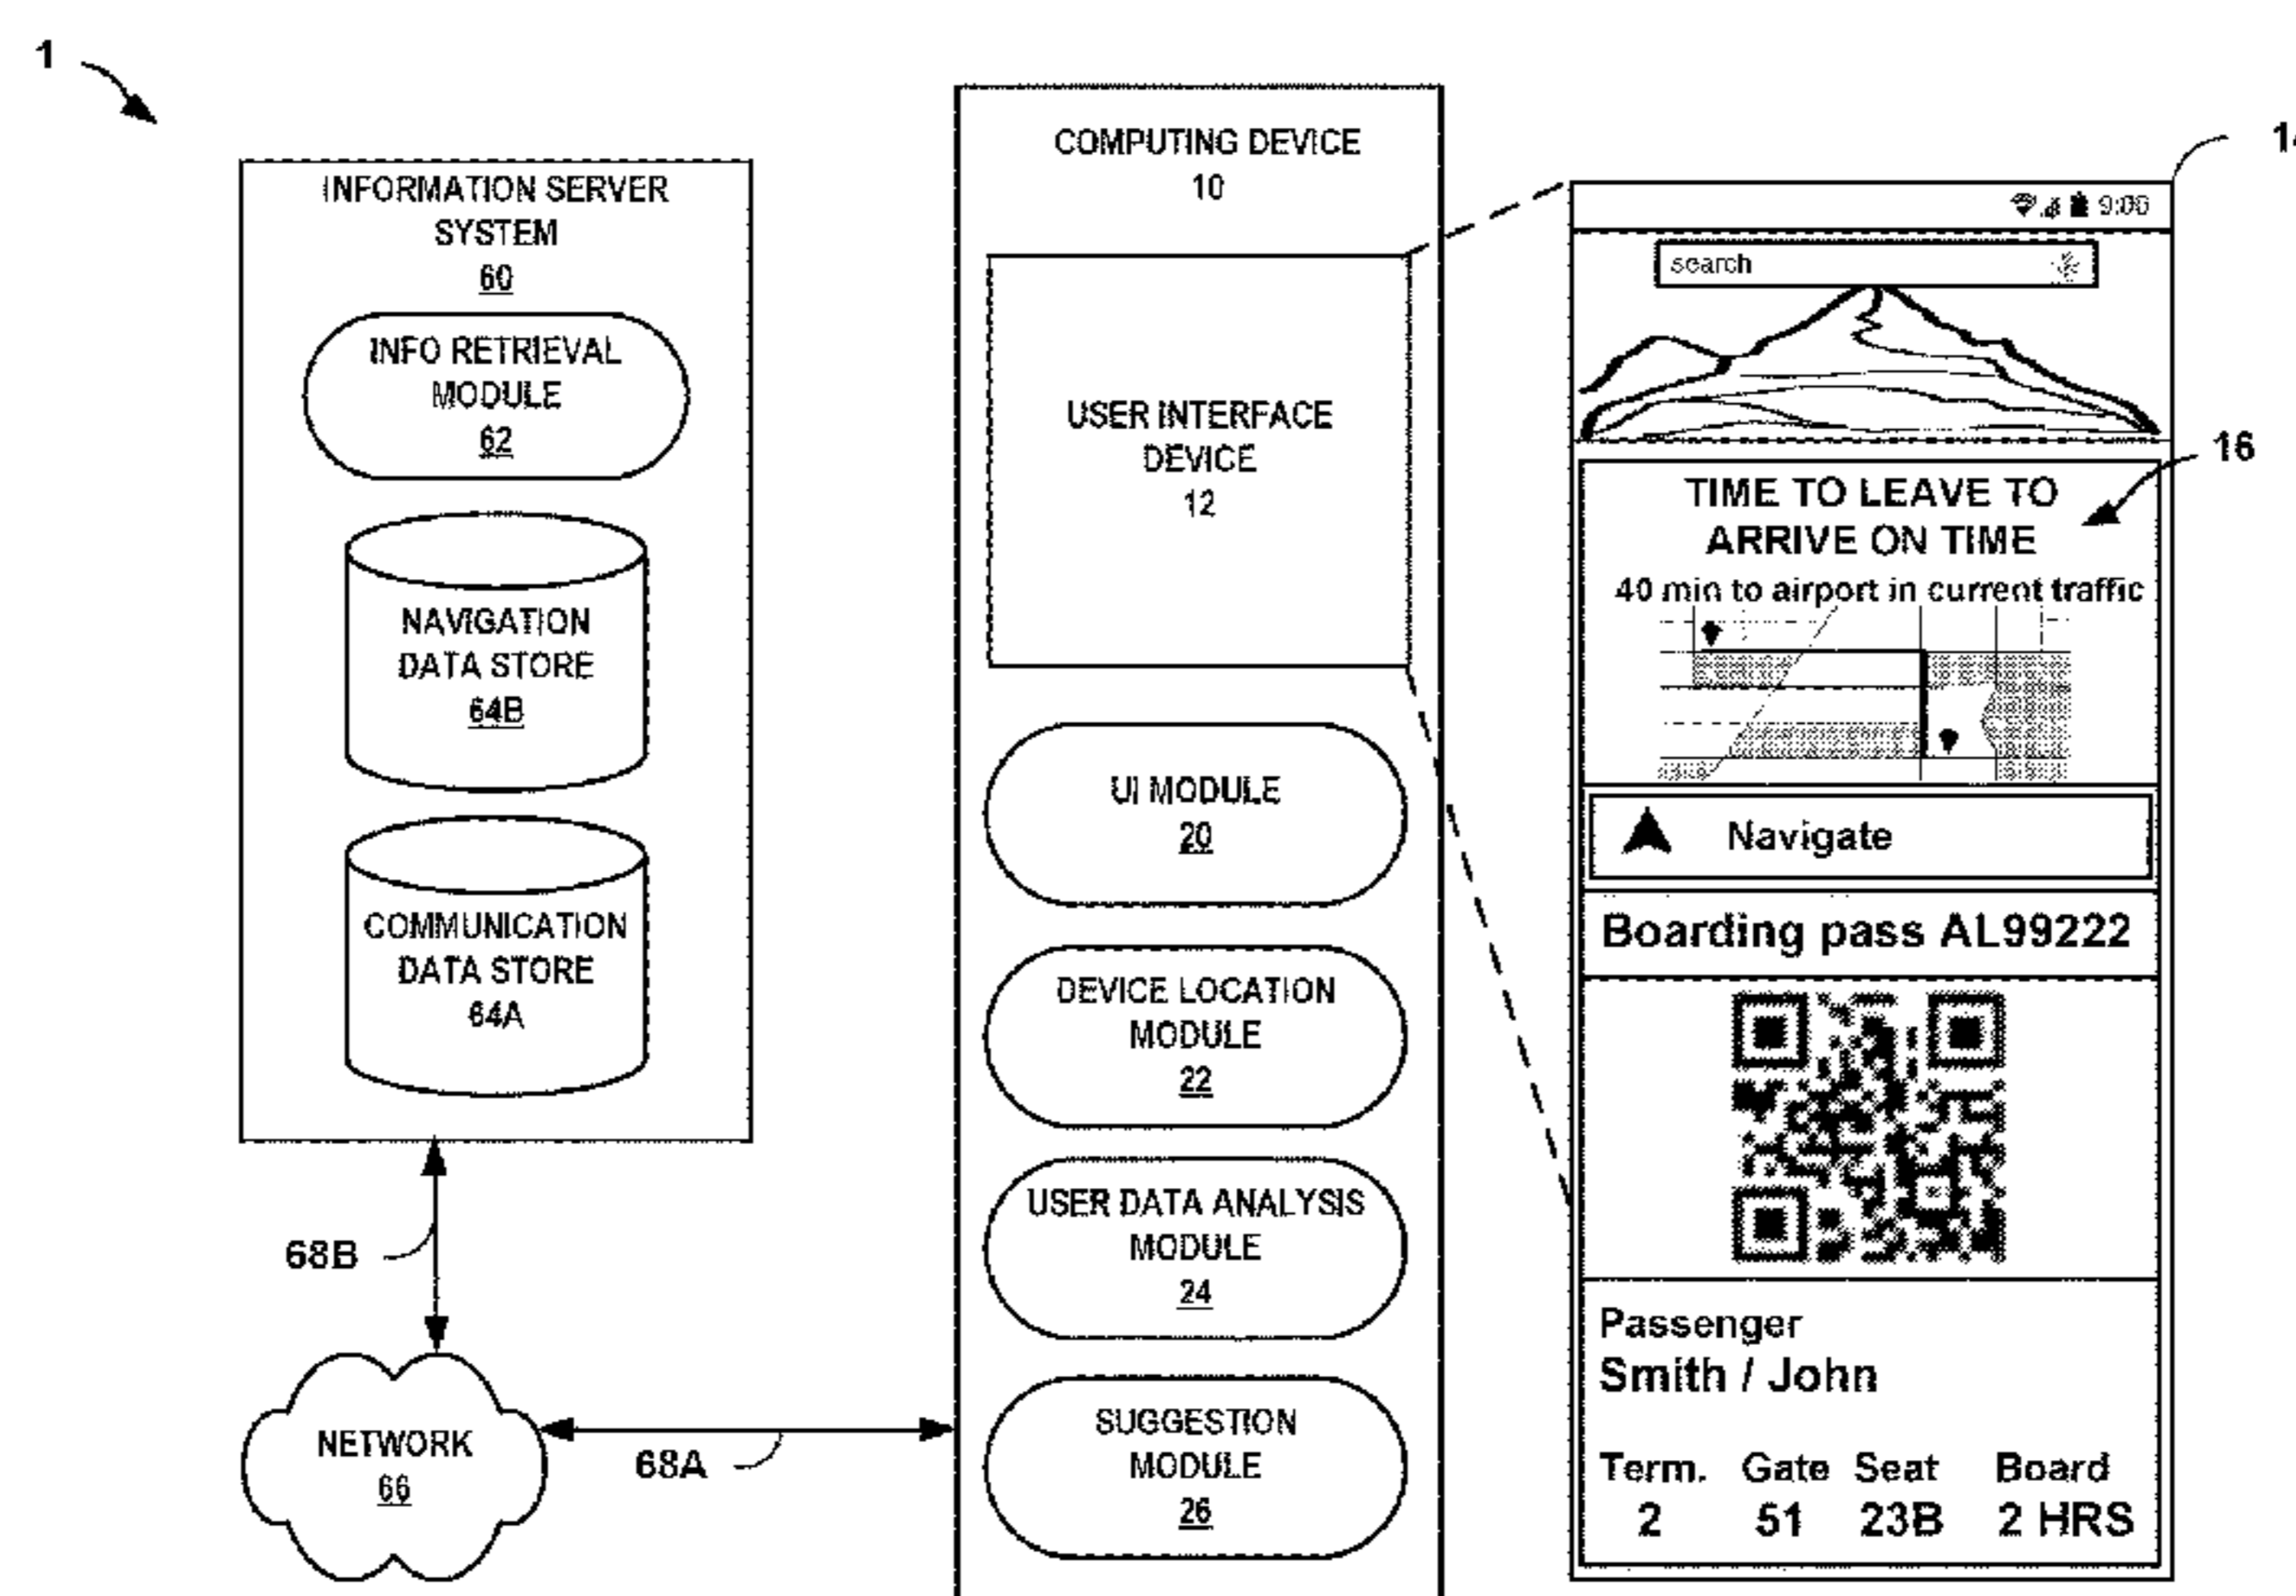 1
INFORMATION SERVER
SYSTEM
60
INFO RETRIEVAL
MODULE
62
NAVIGATION
DATA STORE
64B
COMMUNICATION
DATA STORE
64A
68B
NETWORK
66
68A
COMPUTING DEVICE
10
USER INTERFACE
DEVICE
12
UI MODULE
20
DEVICE LOCATION
MODULE
22
USER DATA ANALYSIS
MODULE
24
SUGGESTION
MODULE
26
9:00
search
16
TIME TO LEAVE TO
ARRIVE ON TIME
40 min to airport in current traffic
Navigate
Boarding pass AL99222
Passenger
Smith / John
Term. Gate Seat Board
2 51 23B 2 HRS